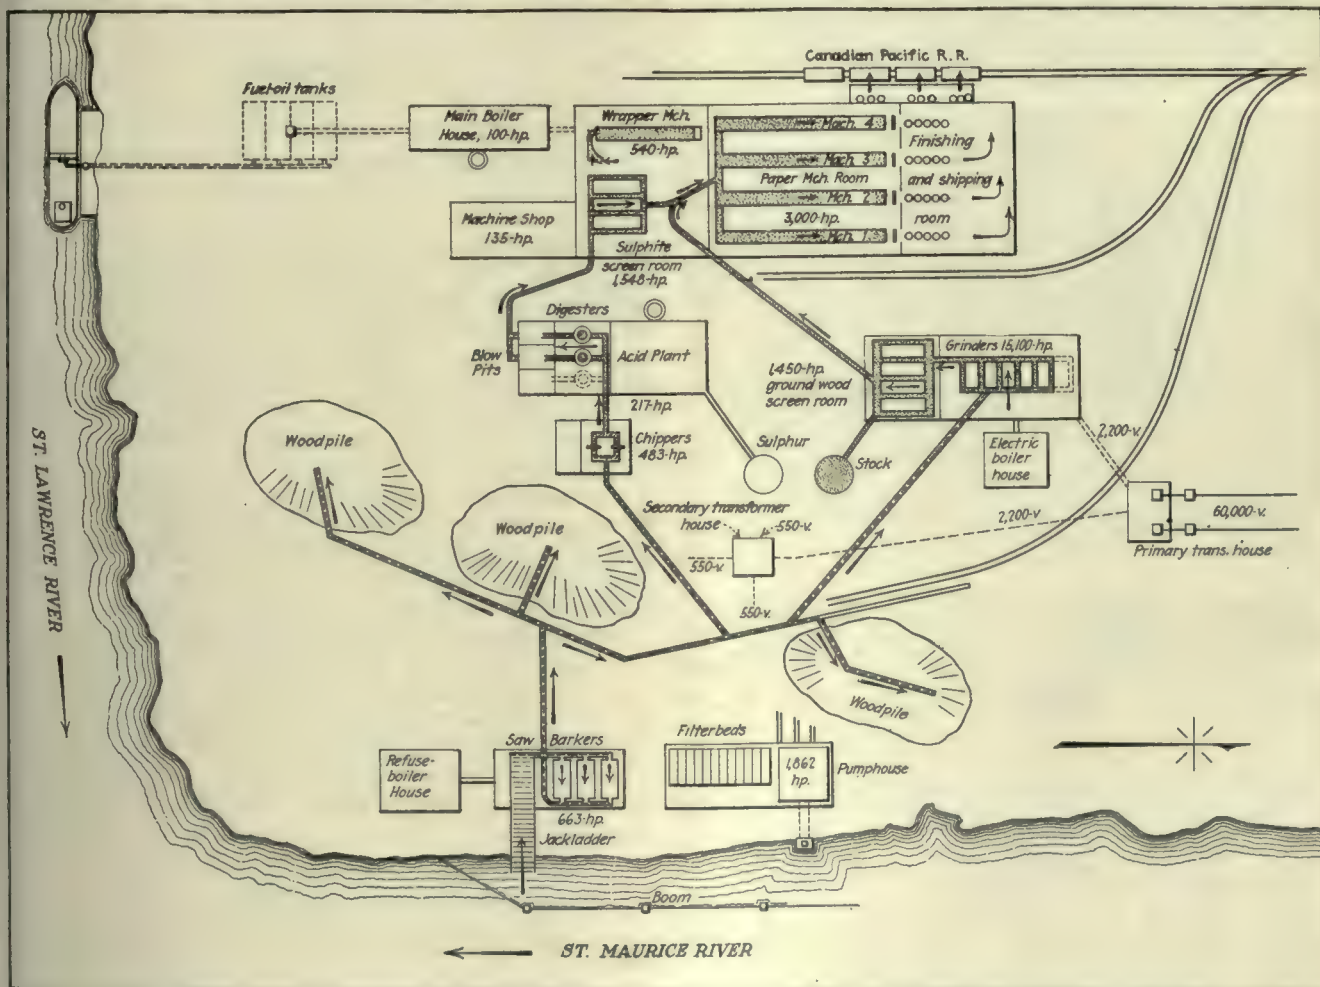 Canadian Pacific R. R.
Fuel-oil tanks
Main Boiler
House, 100-hp.
Wrapper Mch.
540-hp.
Mach. 4
Mach. 3
Paper Mch. Room
Mch. 2
3,000-hp.
Mch. 1
Finishing
and shipping
room
Machine Shop
135-hp.
Sulphite
screen room
1,548-hp.
Digesters
Blow
Pits
Acid Plant
217-hp.
Grinders 15,100-hp.
1,450-hp.
ground wood
screen room
Chippers
483-hp.
Sulphur
Stock
Electric
boiler
house
2,200-v.
Woodpile
Woodpile
Secondary transformer
house
550-v.
550-v.
550-v.
2,200-v
60,000-v.
Primary trans. house
ST. LAWRENCE RIVER
Woodpile
Saw Barkers
Refuse-
boiler
House
663-hp.
Jackladder
Filterbeds
1,862
hp.
Pumphouse
Boom
ST. MAURICE RIVER